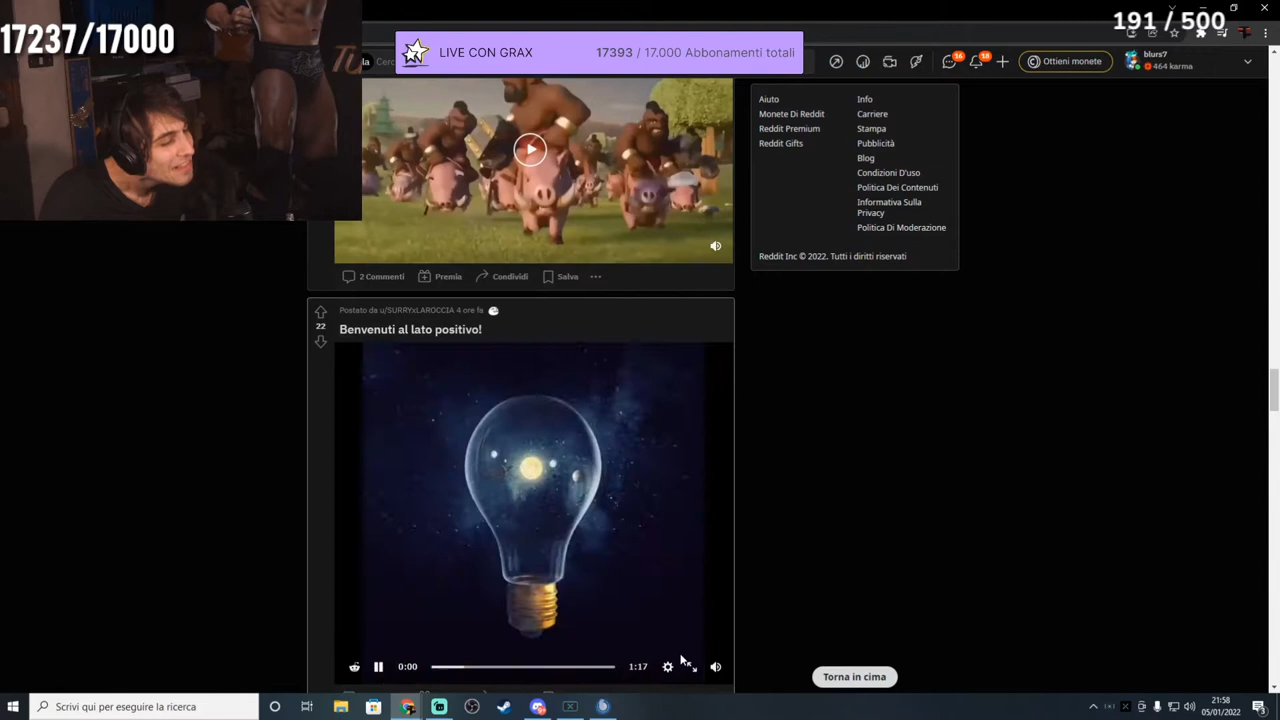 17237/17000
LIVE CON GRAX 17393 / 17.000 Abbonamenti totali
191 / 500
16
18
Ottieni monete
blurs7
464 karma
Aiuto Info
Monete Di Reddit Carriere
Reddit Premium Stampa
Reddit Gifts Pubblicità
Blog
Condizioni D'uso
Politica Dei Contenuti
Informativa Sulla
Privacy
Politica Di Moderazione
Reddit Inc © 2022. Tutti i diritti riservati
2 Commenti Premia Condividi Salva
Postato da u/SURRYxLAROCCIA 4 ore fa
22
Benvenuti al lato positivo!
0:00 1:17
Torna in cima
Scrivi qui per eseguire la ricerca
21:58
05/01/2022